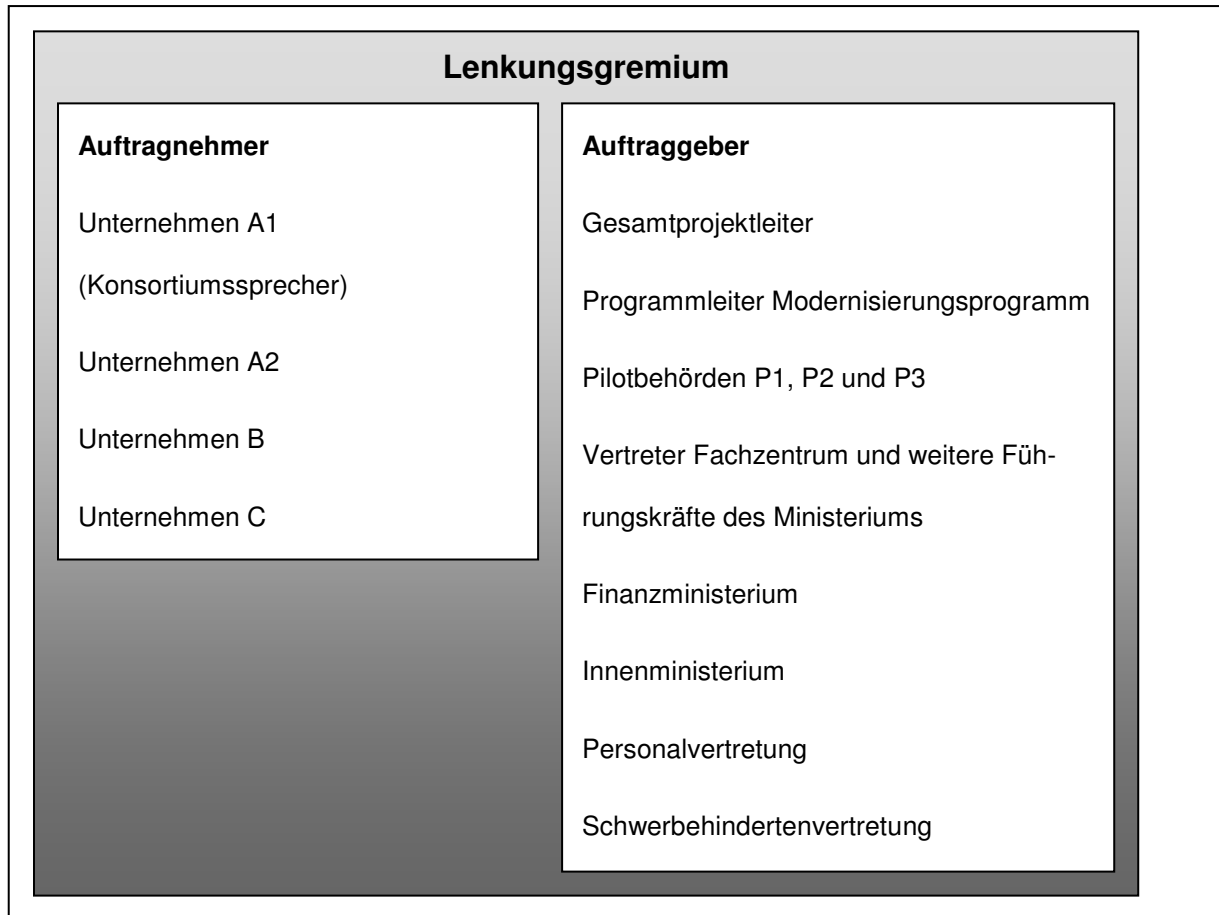 Lenkungsgremium
Auftragnehmer
Unternehmen A1
(Konsortiumssprecher)
Unternehmen A2
Unternehmen B
Unternehmen C
Auftraggeber
Gesamtprojektleiter
Programmleiter Modernisierungsprogramm
Pilotbehörden P1, P2 und P3
Vertreter Fachzentrum und weitere Füh-
rungskräfte des Ministeriums
Finanzministerium
Innenministerium
Personalvertretung
Schwerbehindertenvertretung